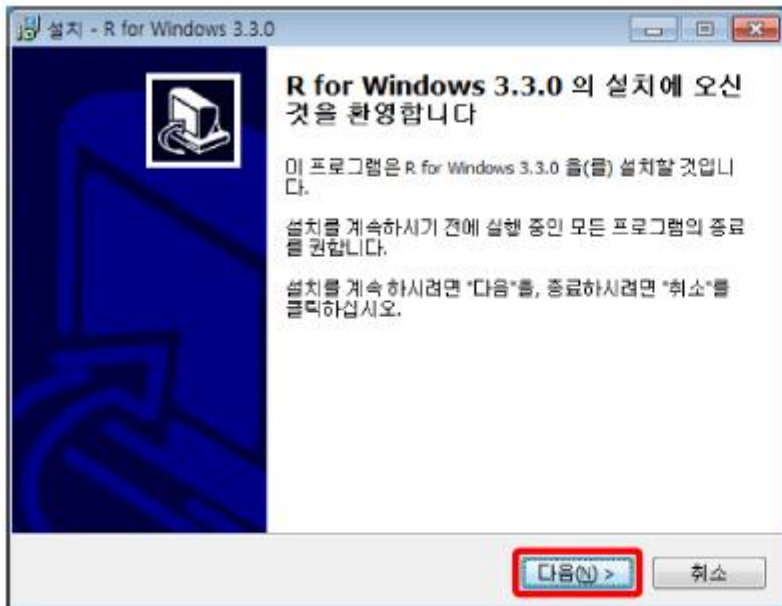 설치 - R for Windows 3.3.0
R for Windows 3.3.0 의 설치에 오신
것을 환영합니다
이 프로그램은 R for Windows 3.3.0 을(를) 설치할 것입니
다.
설치를 계속하시기 전에 실행 중인 모든 프로그램의 종료
를 권합니다.
설치를 계속 하시려면 "다음"을, 종료하시려면 "취소"를
클릭하십시오.
다음(N) >
취소